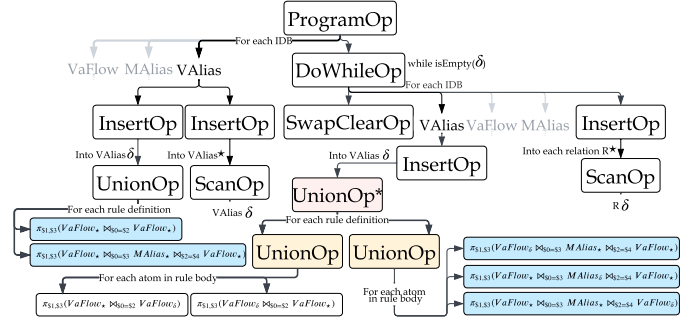 ProgramOp
For each IDB
VaFlow MAlias VAlias
DoWhileOp while isEmpty(δ)
For each IDB
InsertOp InsertOp SwapClearOp VAlias VaFlow MAlias InsertOp
Into VAlias δ Into VAlias★ Into VAlias δ InsertOp Into each relation R★
UnionOp ScanOp UnionOp* ScanOp
VAlias δ R δ
For each rule definition For each rule definition
π$1,$3(VaFlow⋆ ⋈$0=$2 VaFlow⋆)
π$1,$3(VaFlow⋆ ⋈$0=$3 MAlias⋆ ⋈$2=$4 VaFlow⋆)
UnionOp UnionOp
π$1,$3(VaFlowδ ⋈$0=$3 MAlias⋆ ⋈$2=$4 VaFlow⋆)
For each atom in rule body
π$1,$3(VaFlow⋆ ⋈$0=$3 MAliasδ ⋈$2=$4 VaFlow⋆)
For each atom
in rule body
π$1,$3(VaFlow⋆ ⋈$0=$2 VaFlowδ) π$1,$3(VaFlowδ ⋈$0=$2 VaFlow⋆)
π$1,$3(VaFlow⋆ ⋈$0=$3 MAlias⋆ ⋈$2=$4 VaFlowδ)